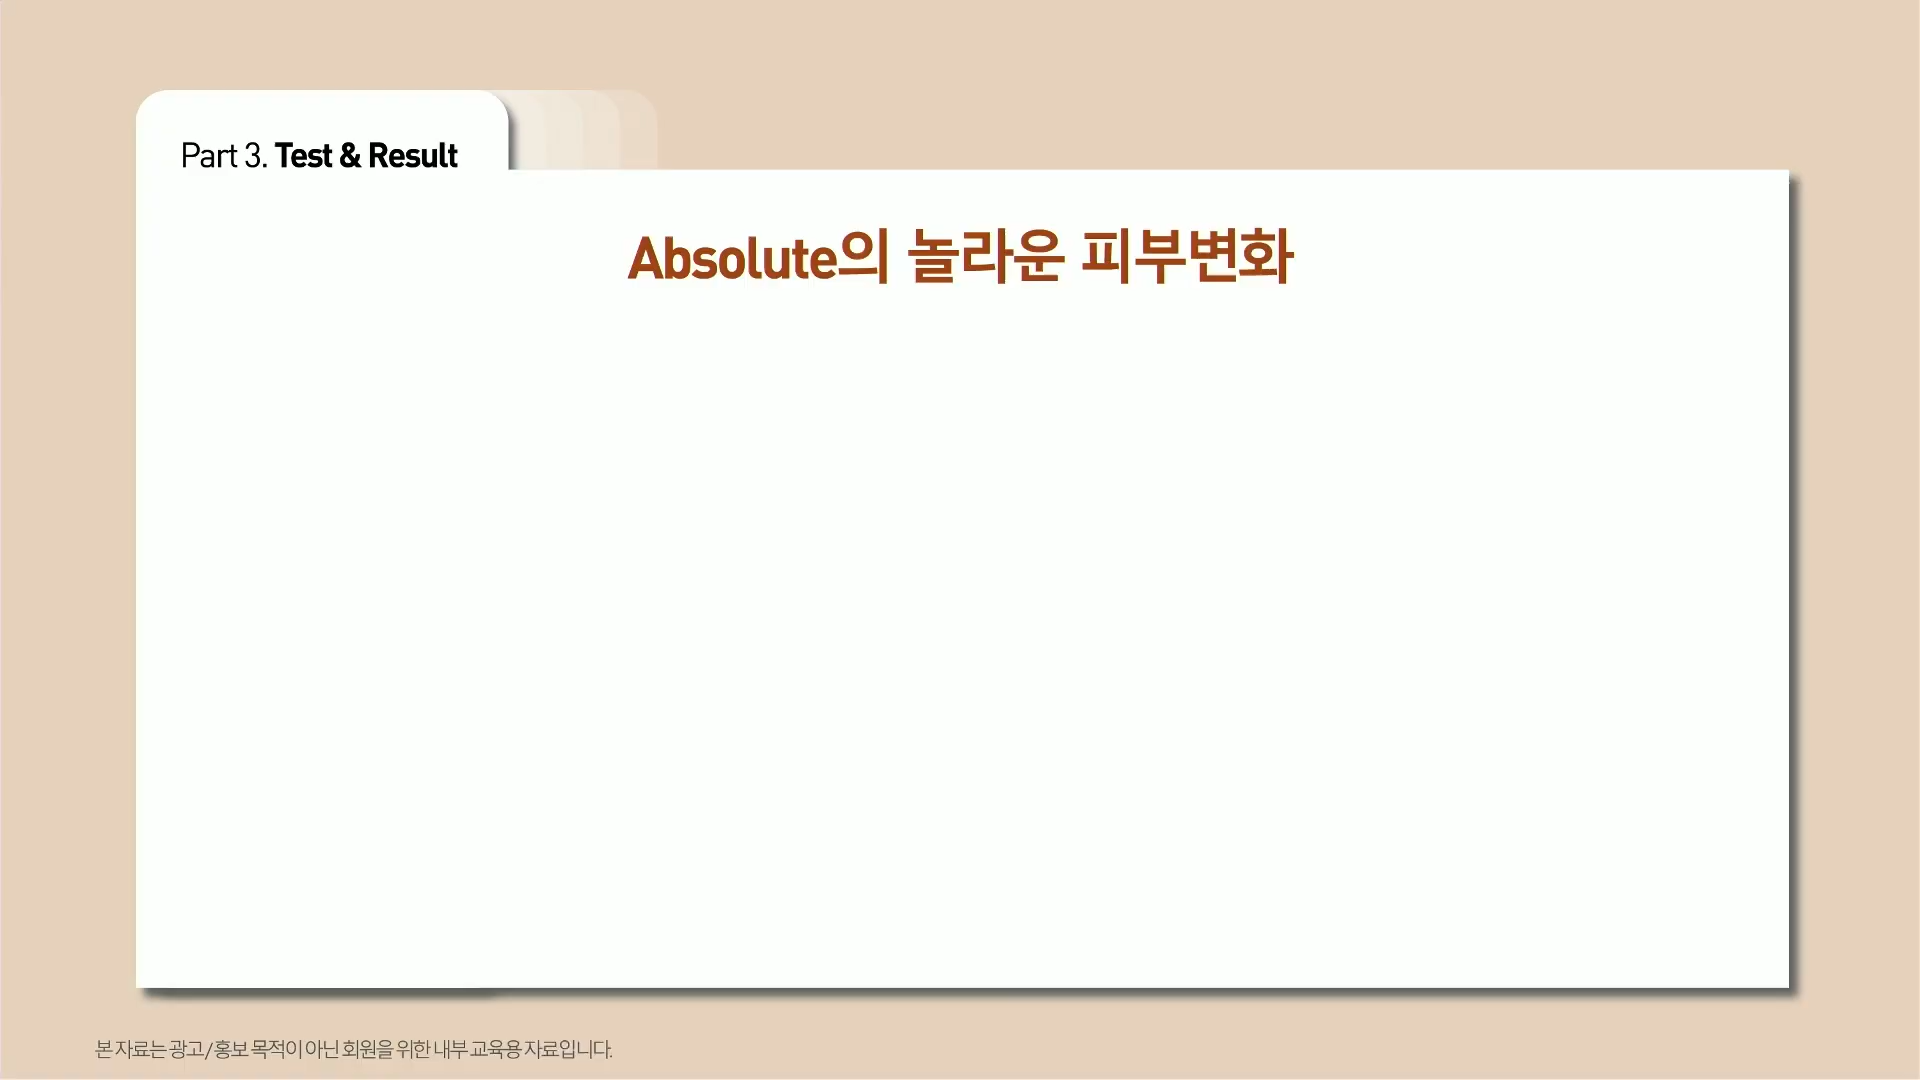 Part 3. Test & Result
Absolute의 놀라운 피부변화
본 자료는 광고/홍보 목적이 아닌 회원을 위한 내부 교육용 자료입니다.